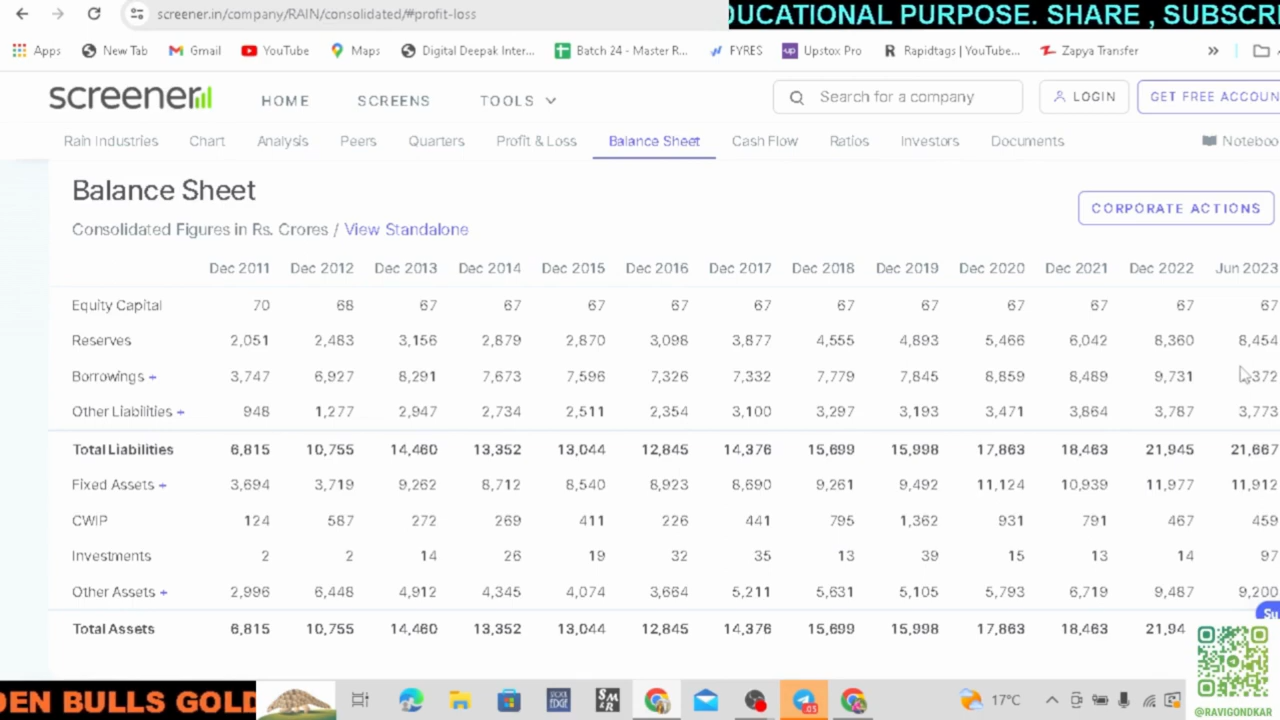 screener.in/company/RAIN/consolidated/#profit-loss
DUCATIONAL PURPOSE. SHARE , SUBSCRI
Apps New Tab Gmail YouTube Maps Digital Deepak Inter... Batch 24 - Master R... FYRES Upstox Pro Rapidtags | YouTube... Zapya Transfer »
screener HOME SCREENS TOOLS Search for a company LOGIN GET FREE ACCOUN
Rain Industries Chart Analysis Peers Quarters Profit & Loss Balance Sheet Cash Flow Ratios Investors Documents Noteboo
Balance Sheet
CORPORATE ACTIONS
Consolidated Figures in Rs. Crores / View Standalone
Dec 2011 Dec 2012 Dec 2013 Dec 2014 Dec 2015 Dec 2016 Dec 2017 Dec 2018 Dec 2019 Dec 2020 Dec 2021 Dec 2022 Jun 2023
Equity Capital 70 68 67 67 67 67 67 67 67 67 67 67 67
Reserves 2,051 2,483 3,156 2,879 2,870 3,098 3,877 4,555 4,893 5,466 6,042 8,360 8,454
Borrowings + 3,747 6,927 8,291 7,673 7,596 7,326 7,332 7,779 7,845 8,859 8,489 9,731 ,372
Other Liabilities + 948 1,277 2,947 2,734 2,511 2,354 3,100 3,297 3,193 3,471 3,864 3,787 3,773
Total Liabilities 6,815 10,755 14,460 13,352 13,044 12,845 14,376 15,699 15,998 17,863 18,463 21,945 21,667
Fixed Assets + 3,694 3,719 9,262 8,712 8,540 8,923 8,690 9,261 9,492 11,124 10,939 11,977 11,912
CWIP 124 587 272 269 411 226 441 795 1,362 931 791 467 459
Investments 2 2 14 26 19 32 35 13 39 15 13 14 97
Other Assets + 2,996 6,448 4,912 4,345 4,074 3,664 5,211 5,631 5,105 5,793 6,719 9,487 9,200
Su
Total Assets 6,815 10,755 14,460 13,352 13,044 12,845 14,376 15,699 15,998 17,863 18,463 21,94
DEN BULLS GOLD
17°C
@RAVIGONDKAR